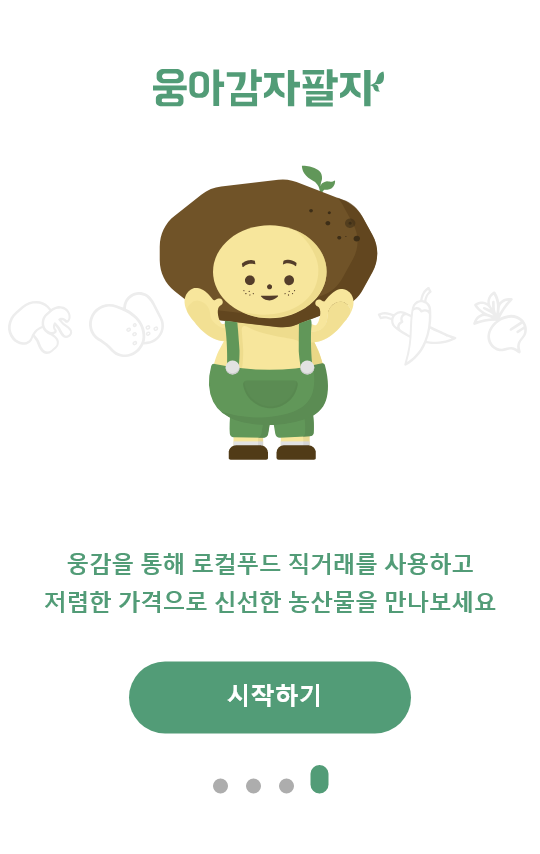 웅아감자팔자
웅감을 통해 로컬푸드 직거래를 사용하고
저렴한 가격으로 신선한 농산물을 만나보세요
시작하기